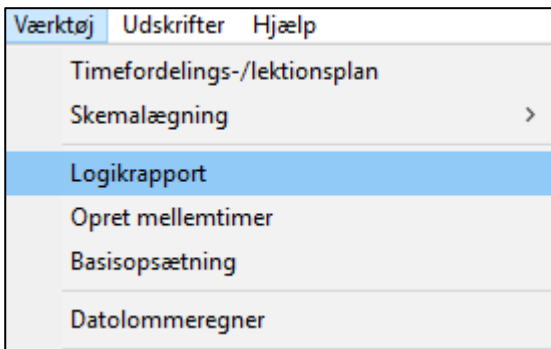 Værktøj Udskrifter Hjælp
Timefordelings-/lektionsplan
Skemalægning
Logikrapport
Opret mellemtimer
Basisopsætning
Datolommeregner